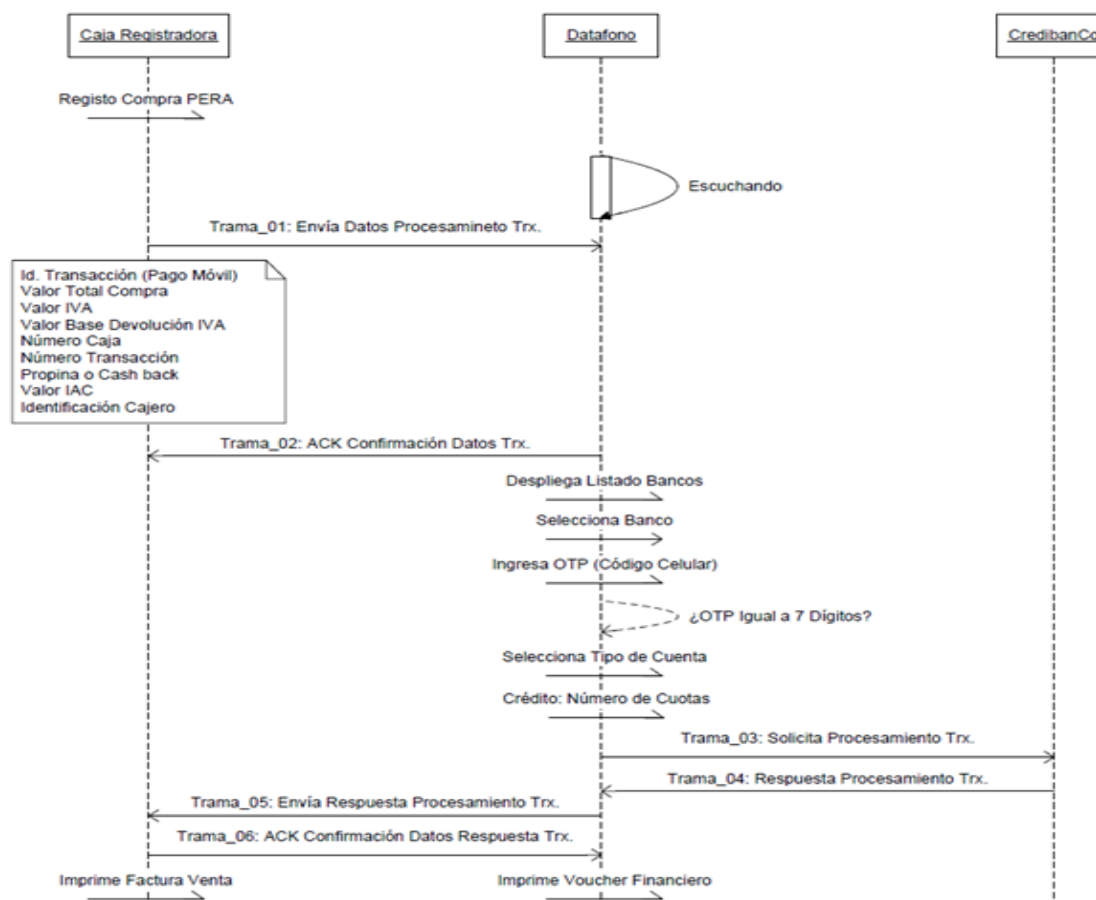 Caja Registradora
Datafono
CredibanCo
Registo Compra PERA
Escuchando
Trama_01: Envía Datos Procesamineto Trx.
Id. Transacción (Pago Móvil)
Valor Total Compra
Valor IVA
Valor Base Devolución IVA
Número Caja
Número Transacción
Propina o Cash back
Valor IAC
Identificación Cajero
Trama_02: ACK Confirmación Datos Trx.
Despliega Listado Bancos
Selecciona Banco
Ingresa OTP (Código Celular)
¿OTP Igual a 7 Dígitos?
Selecciona Tipo de Cuenta
Crédito: Número de Cuotas
Trama_03: Solicita Procesamiento Trx.
Trama_04: Respuesta Procesamiento Trx.
Trama_05: Envía Respuesta Procesamiento Trx.
Trama_06: ACK Confirmación Datos Respuesta Trx.
Imprime Factura Venta
Imprime Voucher Financiero